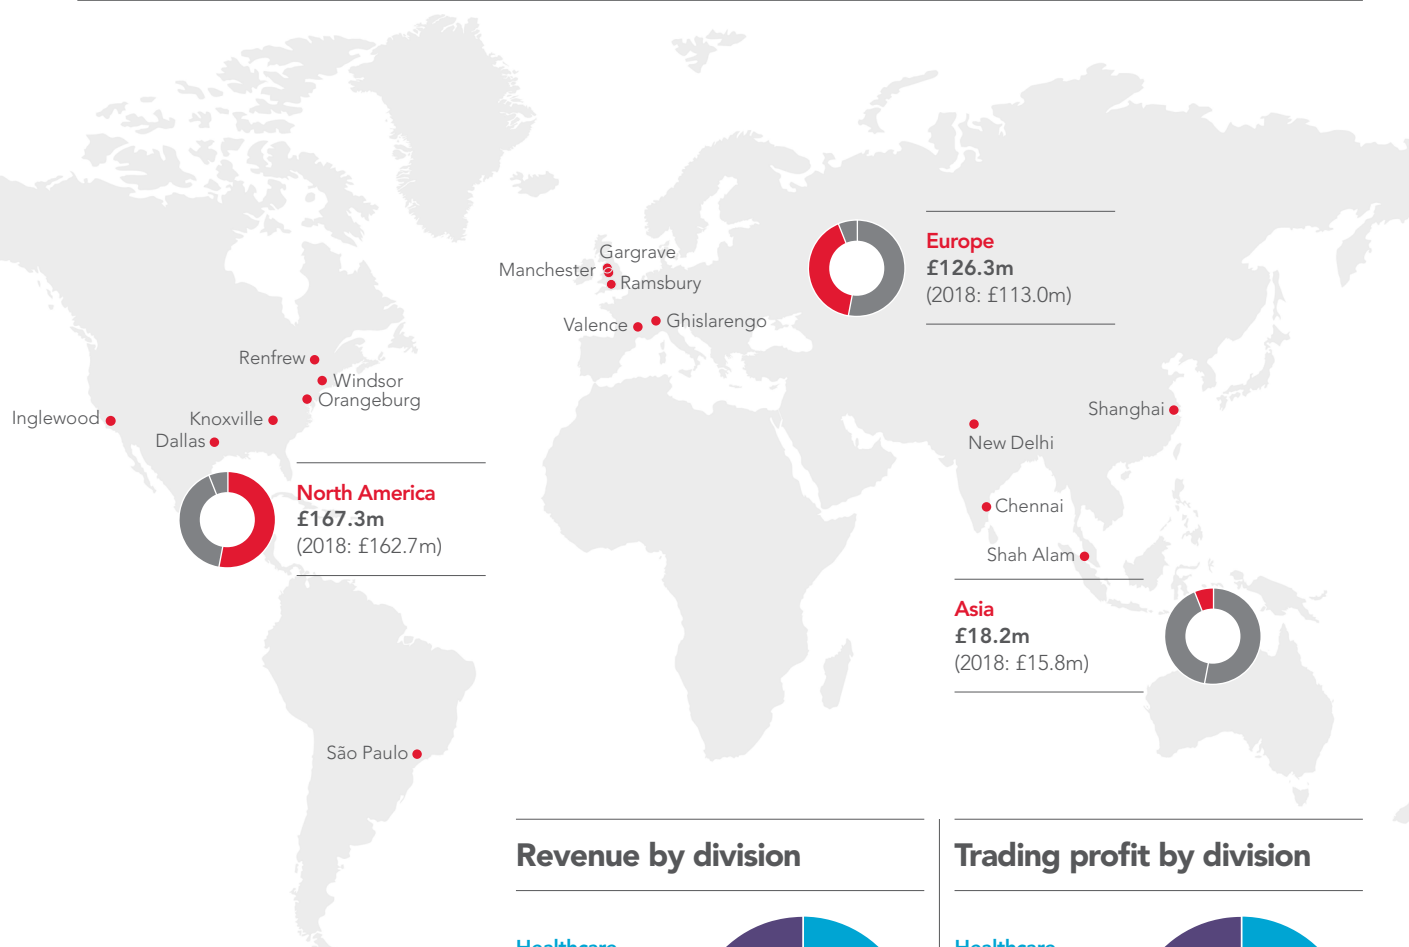 Gargrave
Manchester
Ramsbury
Valence
Ghislarengo
Europe
£126.3m
(2018: £113.0m)
Renfrew
Windsor
Orangeburg
Inglewood
Knoxville
Dallas
Shanghai
New Delhi
Chennai
Shah Alam
North America
£167.3m
(2018: £162.7m)
Asia
£18.2m
(2018: £15.8m)
São Paulo
Revenue by division
Trading profit by division
Healthcare
Healthcare